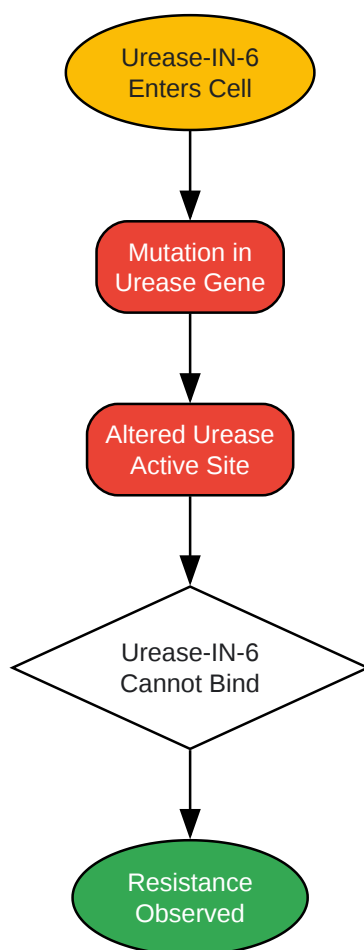 Urease-IN-6
Enters Cell
Mutation in
Urease Gene
Altered Urease
Active Site
Urease-IN-6
Cannot Bind
Resistance
Observed